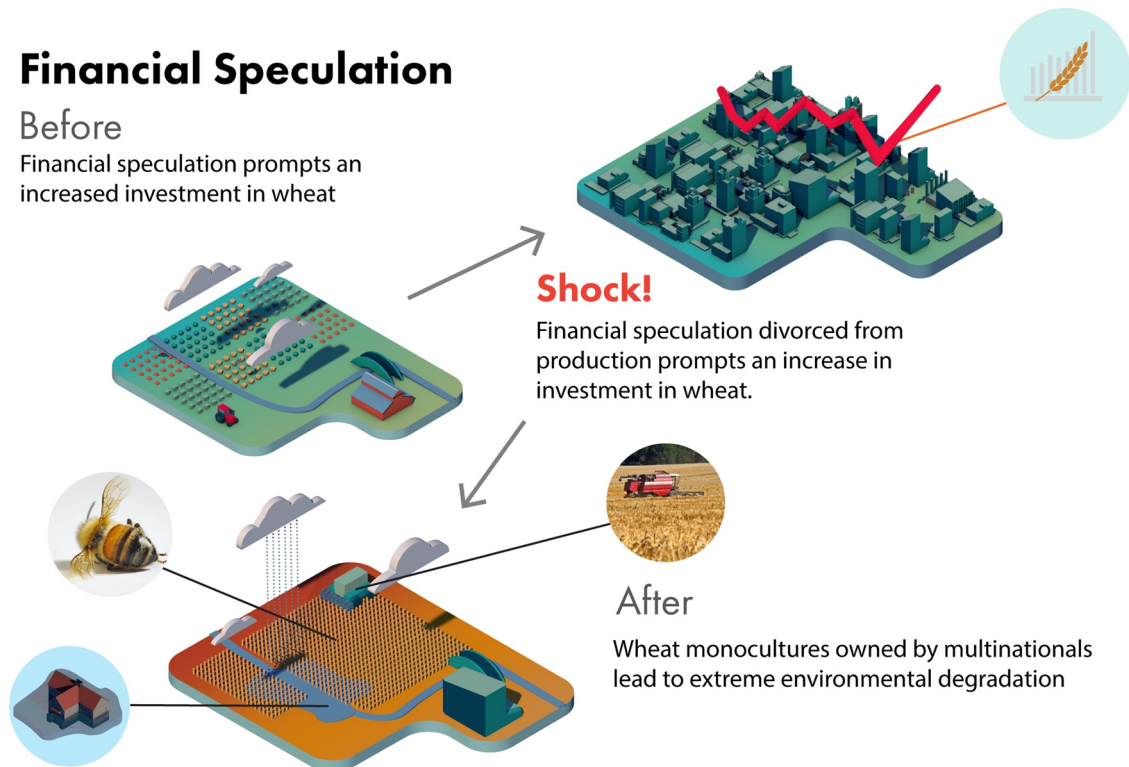 Financial Speculation
Before
Financial speculation prompts an
increased investment in wheat
Shock!
Financial speculation divorced from
production prompts an increase in
investment in wheat.
After
Wheat monocultures owned by multinationals
lead to extreme environmental degradation